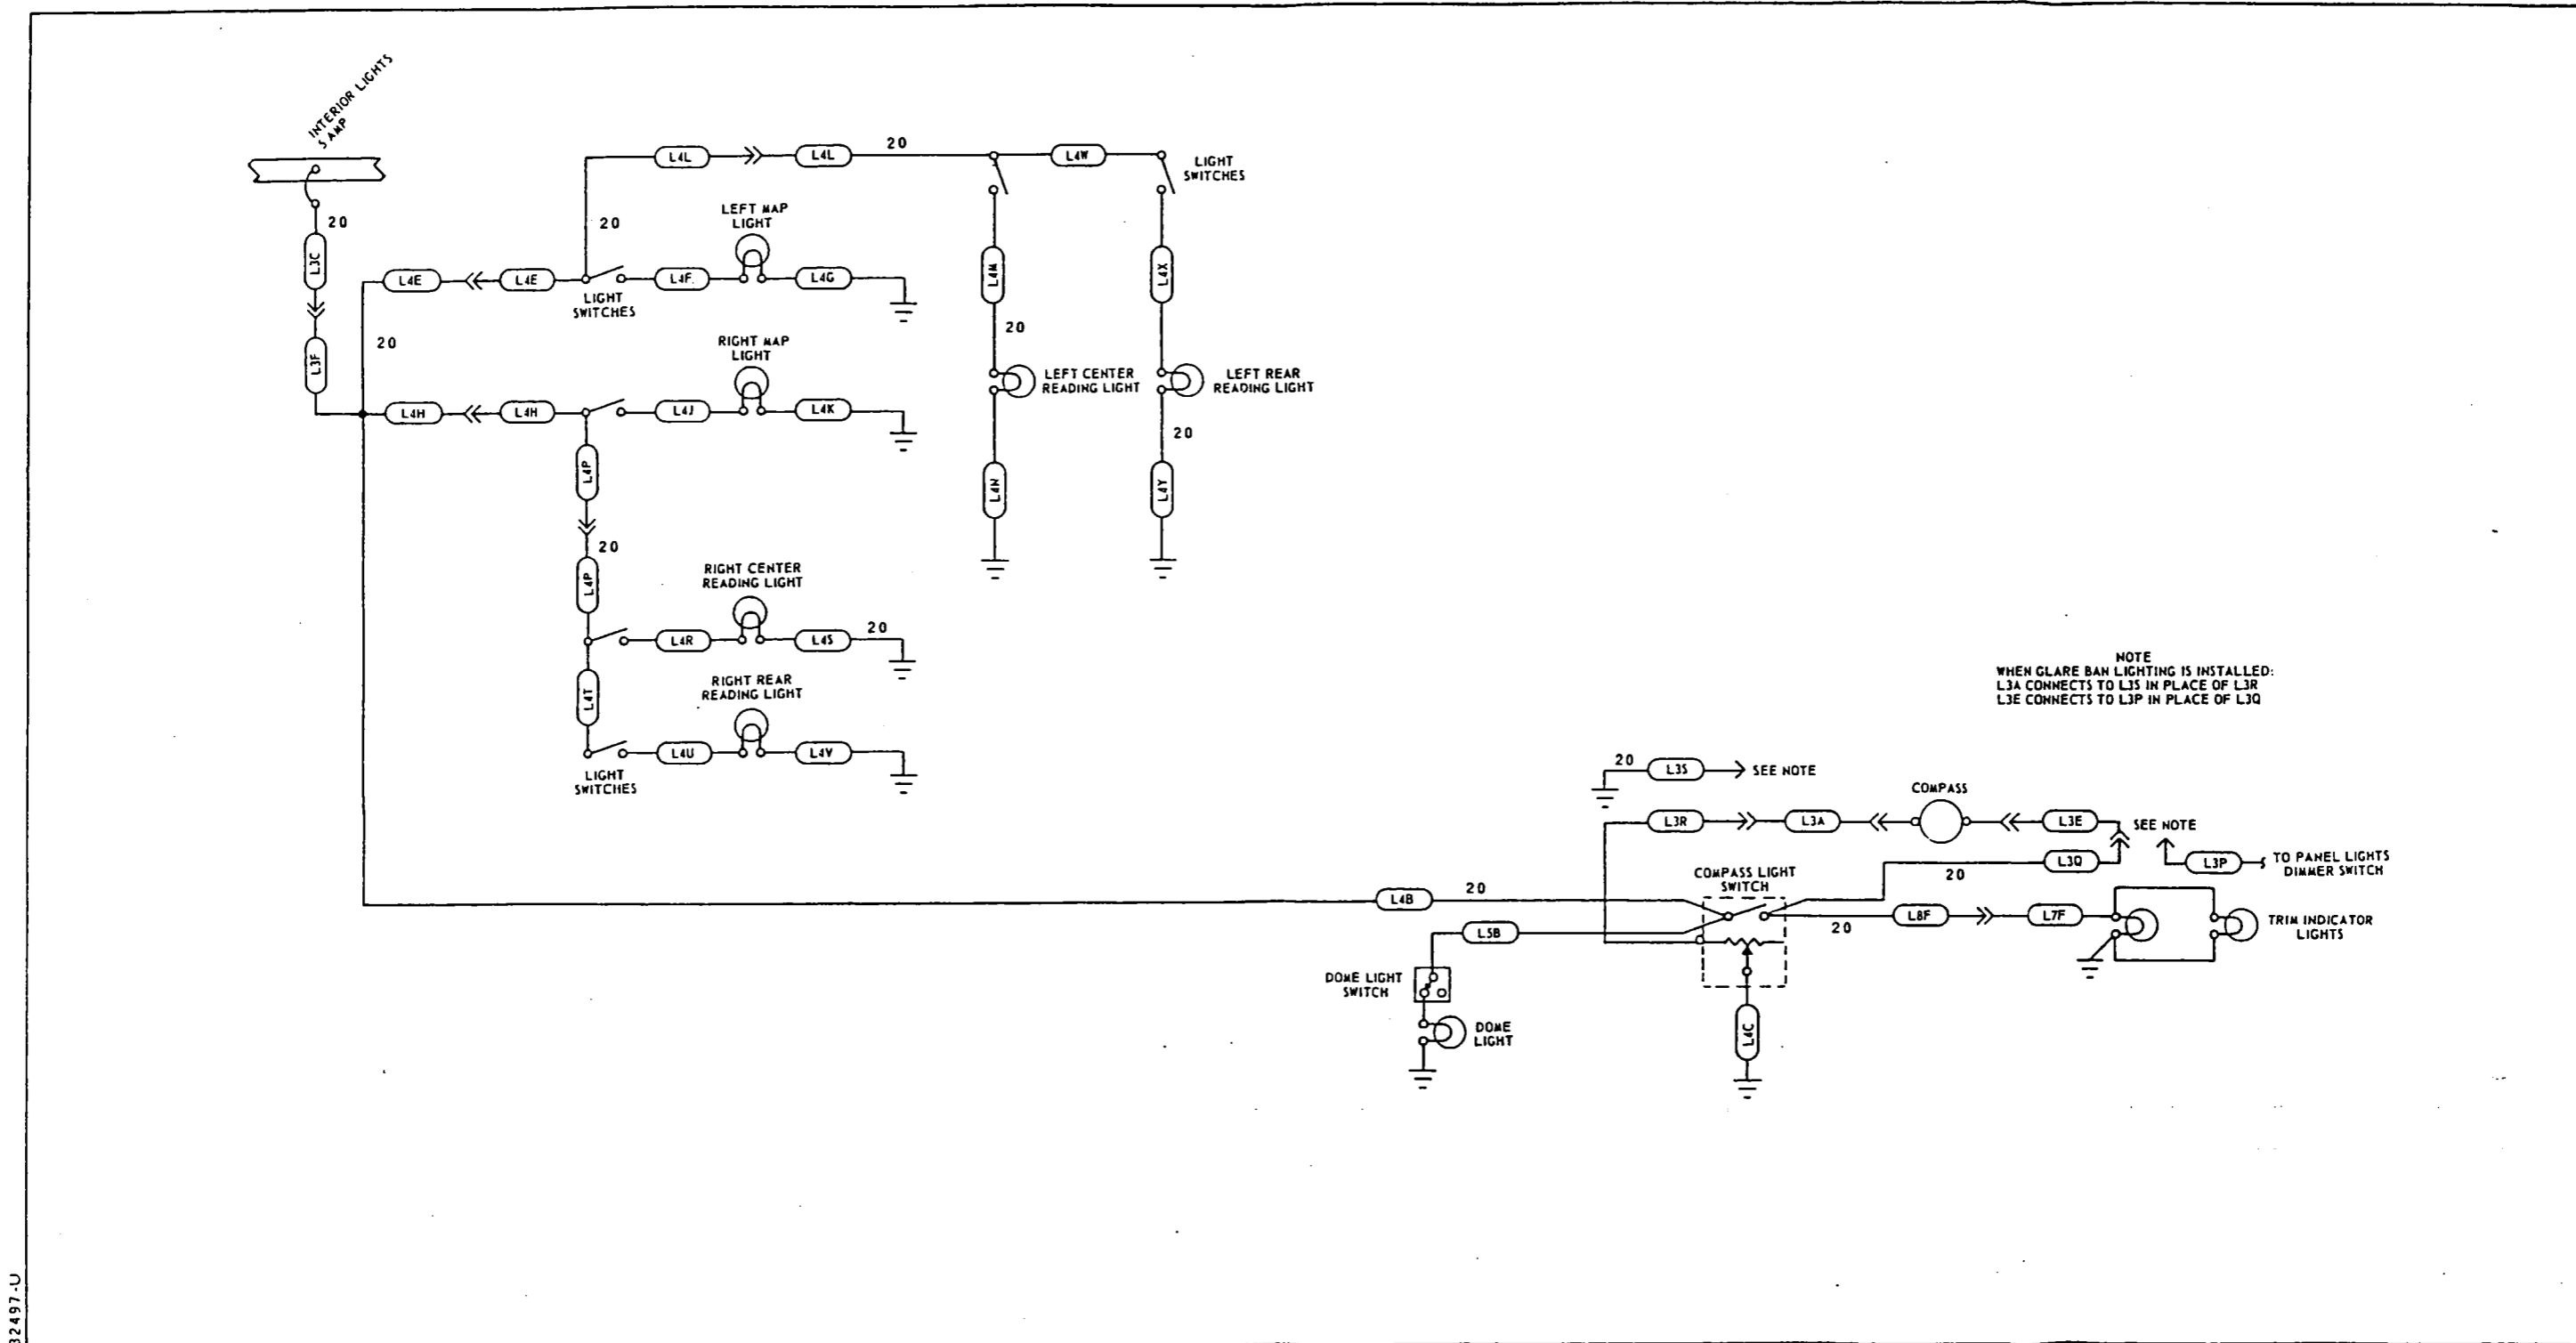 INTERIOR LIGHTS
5 AMP
20
L3C
L3F
20
L4E
L4E
20
LIGHT
SWITCHES
L4L
L4L
20
L4W
LIGHT
SWITCHES
LEFT MAP
LIGHT
L4F
L4G
RIGHT MAP
LIGHT
L4H
L4H
L4J
L4K
L4M
20
LEFT CENTER
READING LIGHT
L4N
L4X
LEFT REAR
READING LIGHT
20
L4Y
L4P
20
L4P
RIGHT CENTER
READING LIGHT
L4R
L4S
20
L4T
RIGHT REAR
READING LIGHT
L4U
L4V
LIGHT
SWITCHES
NOTE
WHEN GLARE BAN LIGHTING IS INSTALLED:
L3A CONNECTS TO L3S IN PLACE OF L3R
L3E CONNECTS TO L3P IN PLACE OF L3Q
20
L3S
SEE NOTE
COMPASS
L3R
L3A
L3E
SEE NOTE
L3Q
20
L3P
TO PANEL LIGHTS
DIMMER SWITCH
COMPASS LIGHT
SWITCH
L4B
20
L5B
L8F
20
L7F
TRIM INDICATOR
LIGHTS
DOME LIGHT
SWITCH
DOME
LIGHT
L4C